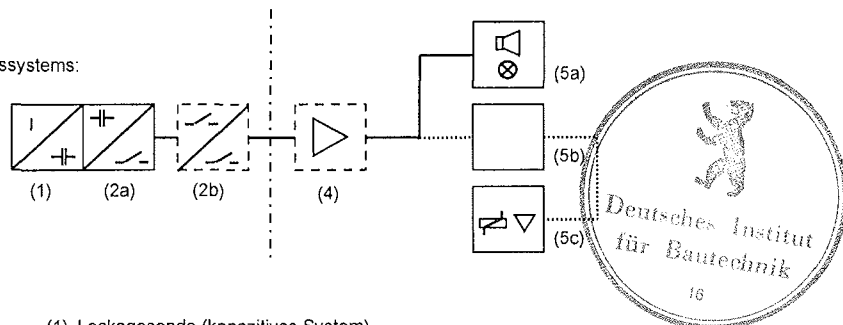 ssystems:
(5a)
(1)
(2a)
(2b)
(4)
(5b)
(5c)
Deutsches Institut
für Bautechnik
16
(1) Leckagesonde (kapazitives System)